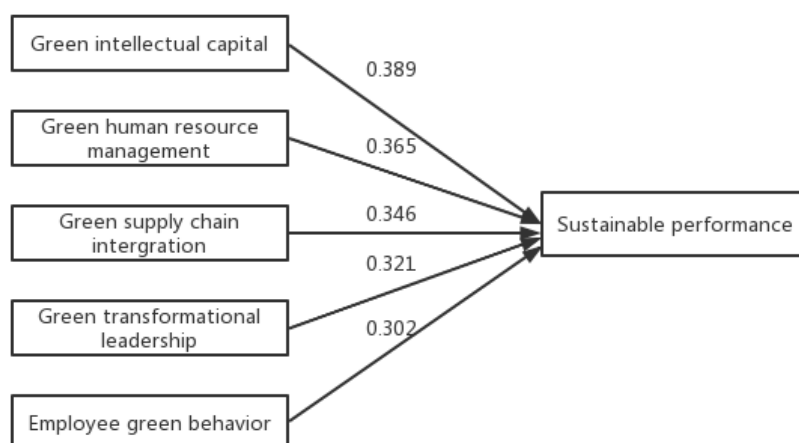 Green intellectual capital
0.389
Green human resource
management
0.365
Green supply chain
intergration
0.346
Sustainable performance
0.321
Green transformational
leadership
0.302
Employee green behavior